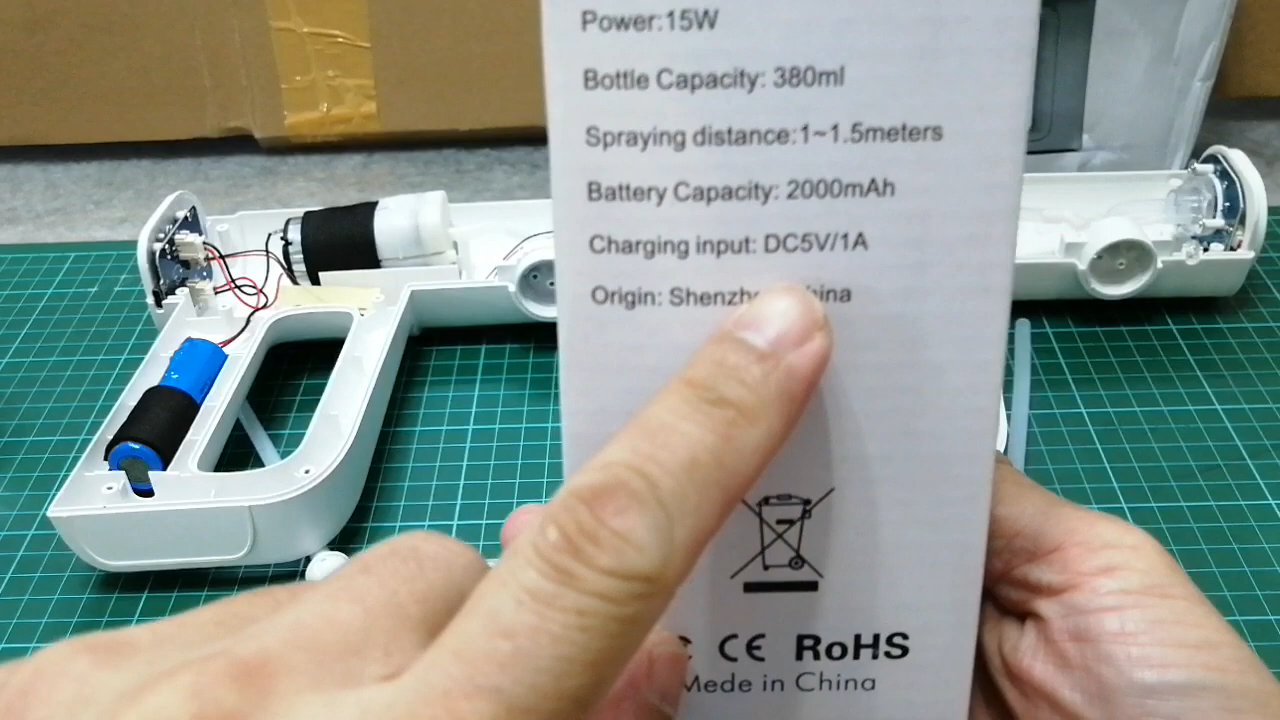 Power:15W
Bottle Capacity: 380ml
Spraying distance:1~1.5meters
Battery Capacity: 2000mAh
Charging input: DC5V/1A
Origin:
CE RoHS
Mede in China